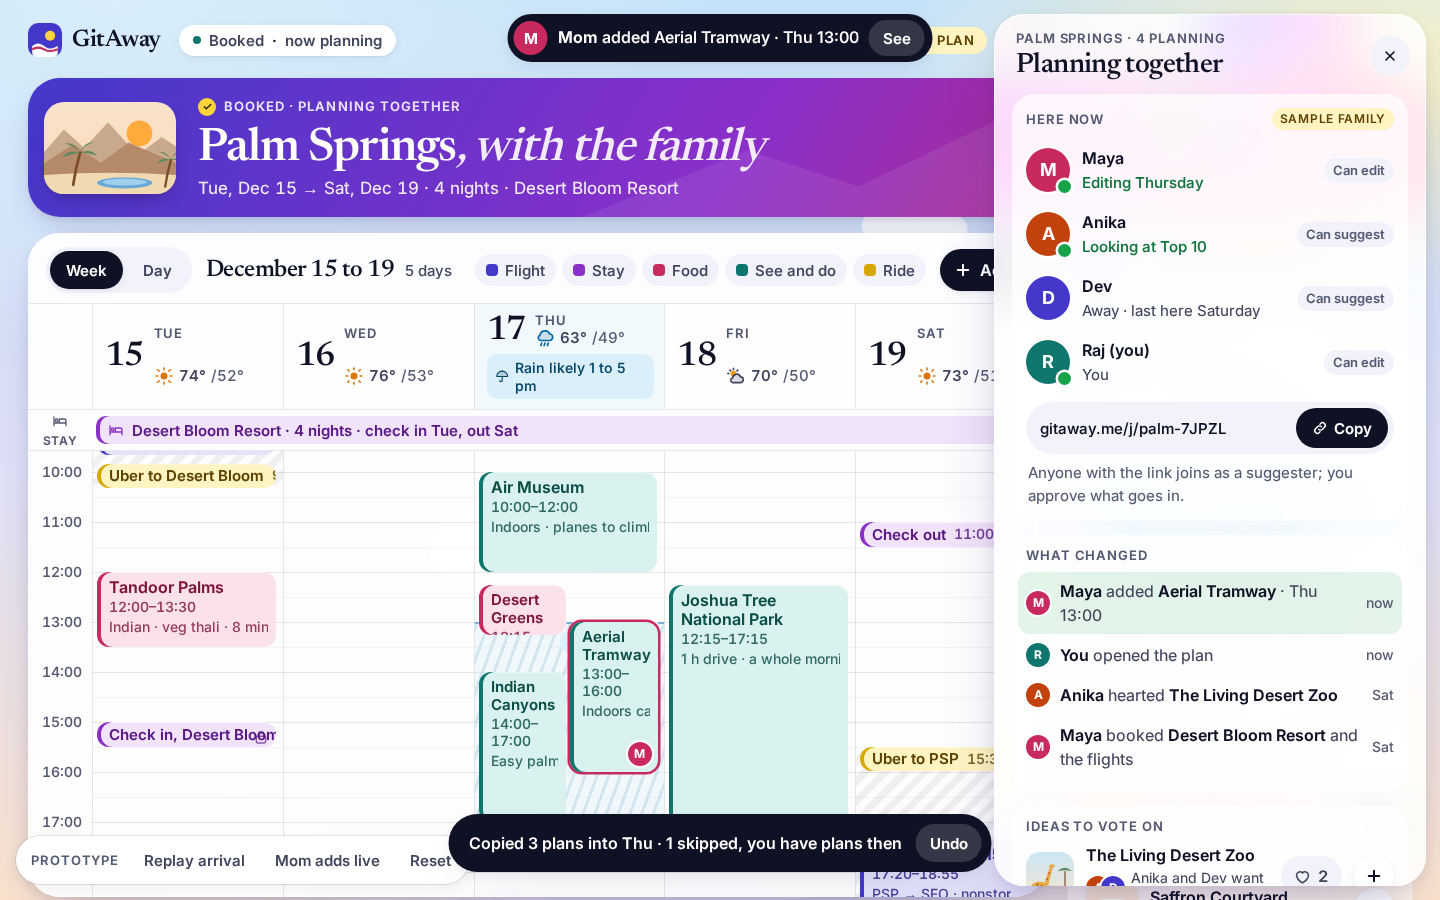 GitAway
Booked · now planning
M Mom added Aerial Tramway · Thu 13:00 See
PLAN
BOOKED · PLANNING TOGETHER
Palm Springs, with the family
Tue, Dec 15 → Sat, Dec 19 · 4 nights · Desert Bloom Resort
Week Day December 15 to 19 5 days
Flight Stay Food See and do Ride
15 TUE 74° /52°
16 WED 76° /53°
17 THU 63° /49°
Rain likely 1 to 5
pm
18 FRI 70° /50°
19 SAT 73° /51
STAY
Desert Bloom Resort · 4 nights · check in Tue, out Sat
10:00
11:00
12:00
13:00
14:00
15:00
16:00
17:00
Uber to Desert Bloom
Tandoor Palms
12:00–13:30
Indian · veg thali · 8 min
Check in, Desert Bloom
Air Museum
10:00–12:00
Indoors · planes to climb
Desert
Greens
Indian
Canyons
14:00–
17:00
Easy palm
Aerial
Tramway
13:00–
16:00
Indoors ca
M
Joshua Tree
National Park
12:15–17:15
1 h drive · a whole morni
Check out 11:00
Uber to PSP 15:3
17:20–18:55
PSP → SFO · nonstop
PROTOTYPE Replay arrival Mom adds live Reset
Copied 3 plans into Thu · 1 skipped, you have plans then Undo
PALM SPRINGS · 4 PLANNING
Planning together
HERE NOW SAMPLE FAMILY
M Maya
Editing Thursday
Can edit
A Anika
Looking at Top 10
Can suggest
D Dev
Away · last here Saturday
Can suggest
R Raj (you)
You
Can edit
gitaway.me/j/palm-7JPZL Copy
Anyone with the link joins as a suggester; you
approve what goes in.
WHAT CHANGED
M Maya added Aerial Tramway · Thu
13:00
now
R You opened the plan now
A Anika hearted The Living Desert Zoo Sat
M Maya booked Desert Bloom Resort and
the flights
Sat
IDEAS TO VOTE ON
The Living Desert Zoo
Anika and Dev want
2
Saffron Courtyard